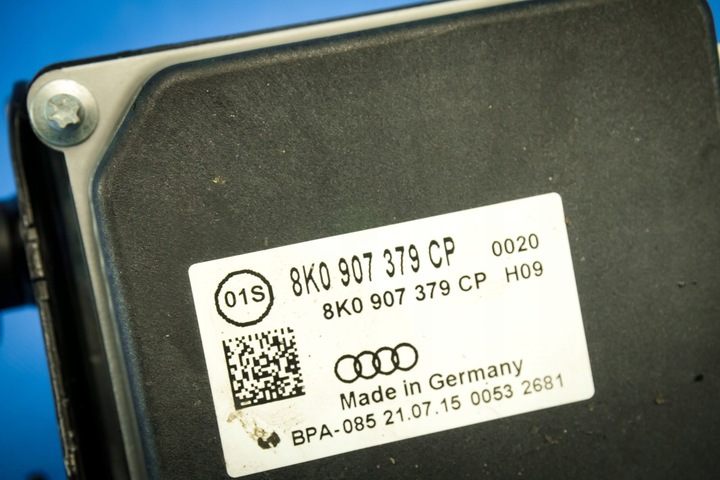 01S
8K0 907 379 CP 0020
8K0 907 379 CP H09
Made in Germany
BPA-085 21.07.15 0053 2681